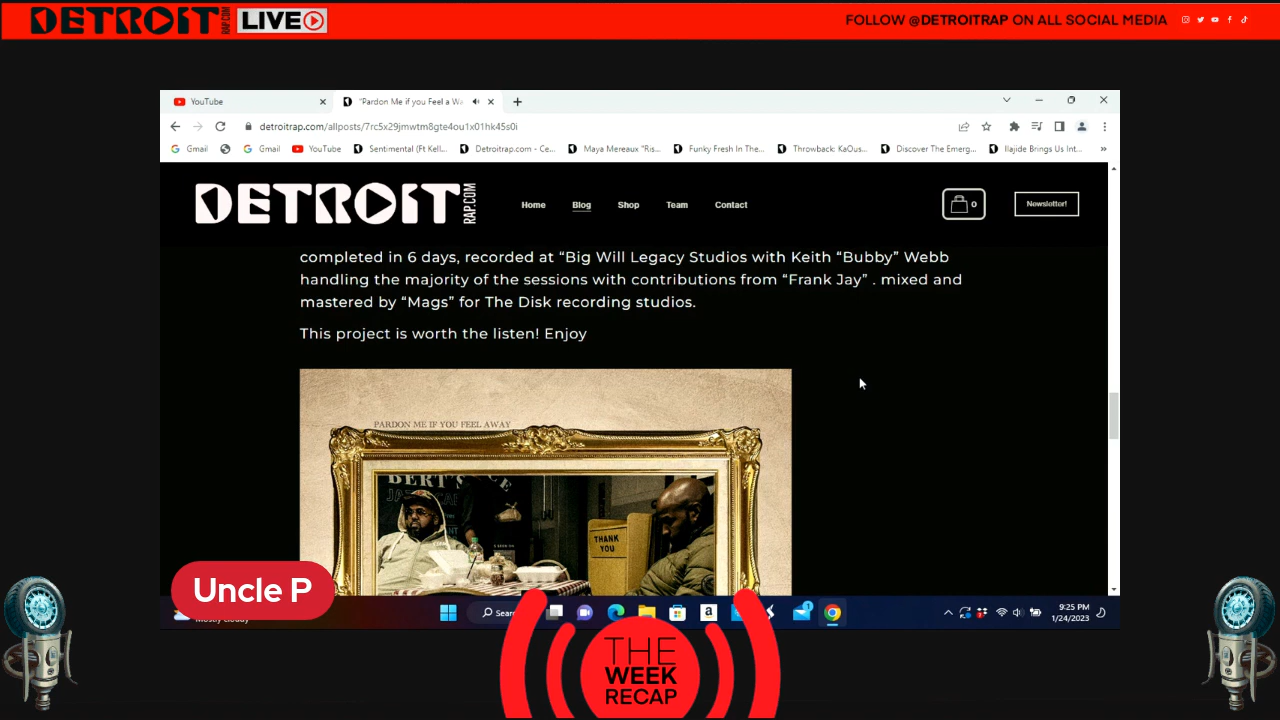 DETROIT RAP.COM LIVE
FOLLOW @DETROITRAP ON ALL SOCIAL MEDIA
YouTube
"Pardon Me if you Feel a Wa
detroitrap.com/allposts/7rc5x29jmwtm8gte4ou1x01hk45s0i
Gmail Gmail YouTube Sentimental (Ft Kell... Detroitrap.com - Ce... Maya Mereaux "Ris... Funky Fresh In The... Throwback: KaOus... Discover The Emerg... Ilajide Brings Us Int...
DETROIT RAP.COM
Home Blog Shop Team Contact
0
Newsletter!
completed in 6 days, recorded at “Big Will Legacy Studios with Keith “Bubby” Webb
handling the majority of the sessions with contributions from “Frank Jay” . mixed and
mastered by “Mags” for The Disk recording studios.
This project is worth the listen! Enjoy
PARDON ME IF YOU FEEL AWAY
BERT'S
THANK
YOU
Uncle P
Mostly cloudy
Sear
9:25 PM
1/24/2023
THE
WEEK
RECAP